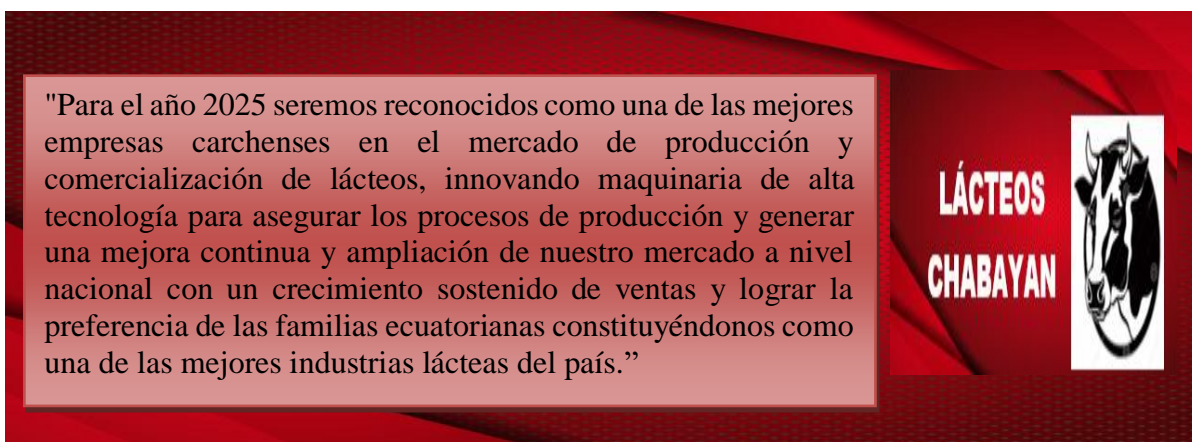 "Para el año 2025 seremos reconocidos como una de las mejores
empresas carchenses en el mercado de producción y
comercialización de lácteos, innovando maquinaria de alta
tecnología para asegurar los procesos de producción y generar
una mejora continua y ampliación de nuestro mercado a nivel
nacional con un crecimiento sostenido de ventas y lograr la
preferencia de las familias ecuatorianas constituyéndonos como
una de las mejores industrias lácteas del país.”
LÁCTEOS
CHABAYAN